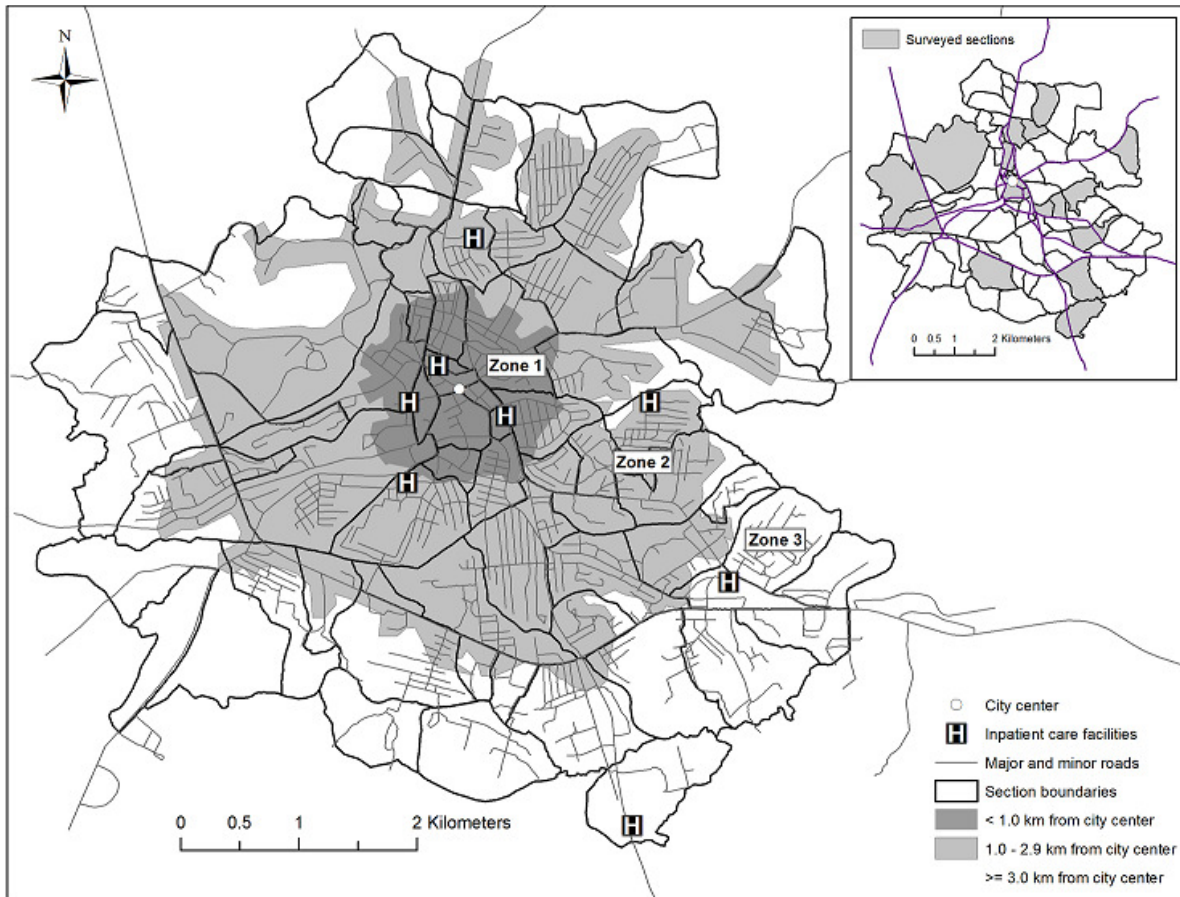 N
Surveyed sections
0 0.5 1 2 Kilometers
H
Zone 1
H
H
H
H
Zone 2
H
Zone 3
H
H
0 0.5 1 2 Kilometers
City center
H Inpatient care facilities
Major and minor roads
Section boundaries
< 1.0 km from city center
1.0 - 2.9 km from city center
>= 3.0 km from city center